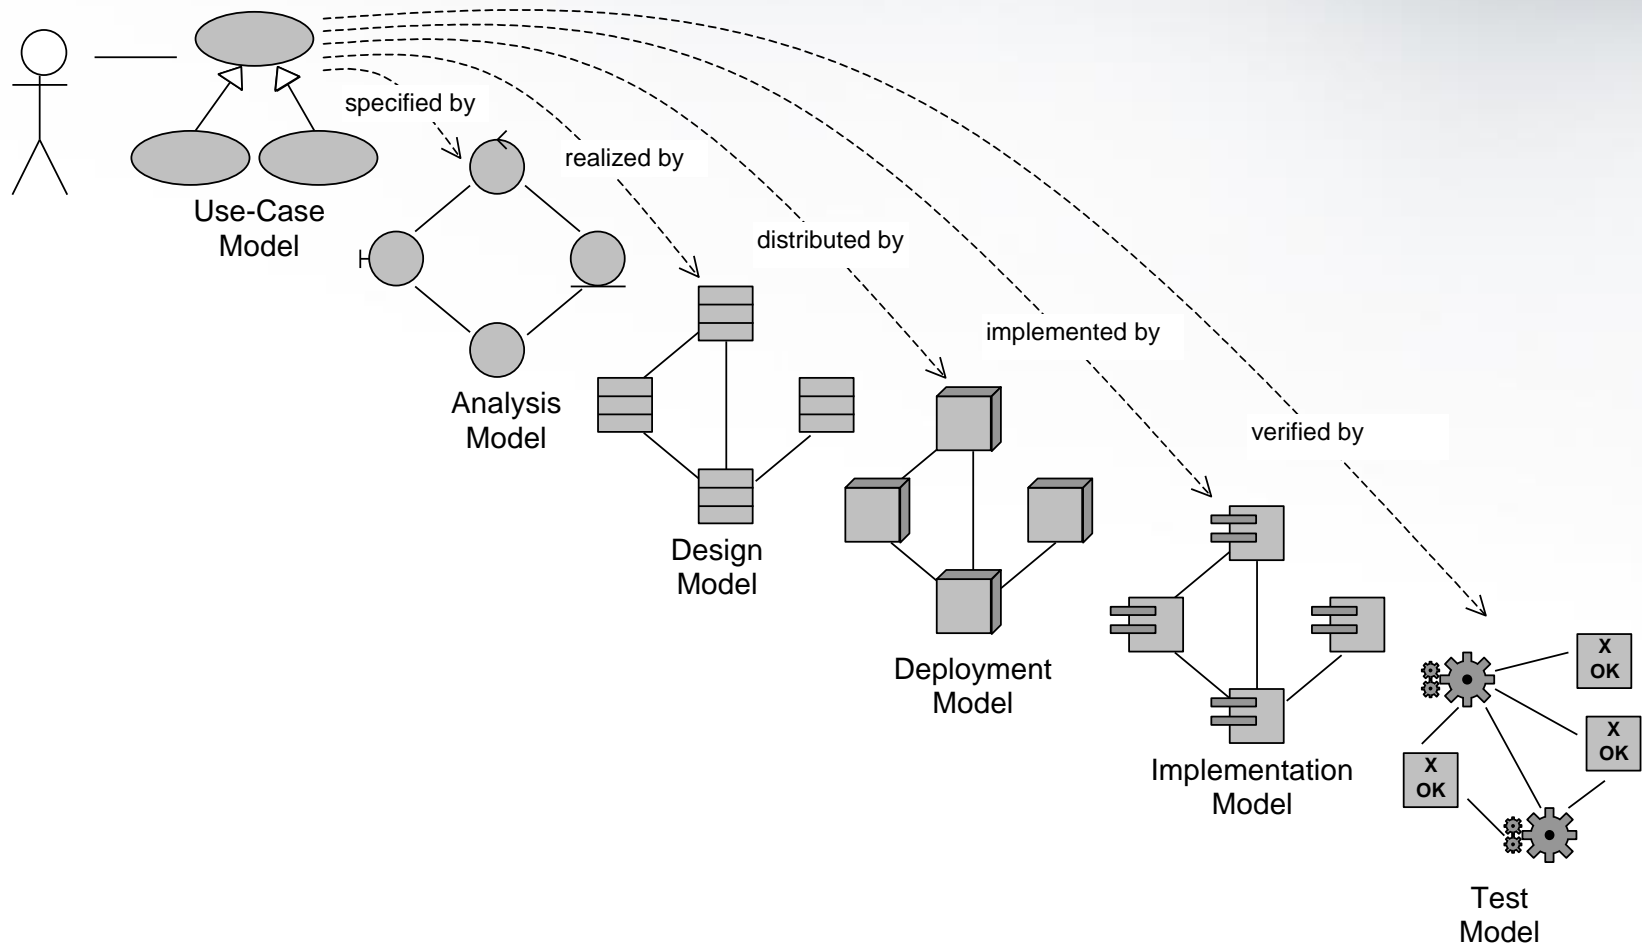 specified by
realized by
Use-Case
Model
distributed by
implemented by
Analysis
Model
verified by
Design
Model
Deployment
Model
X
OK
X
OK
X
OK
Implementation
Model
Test
Model